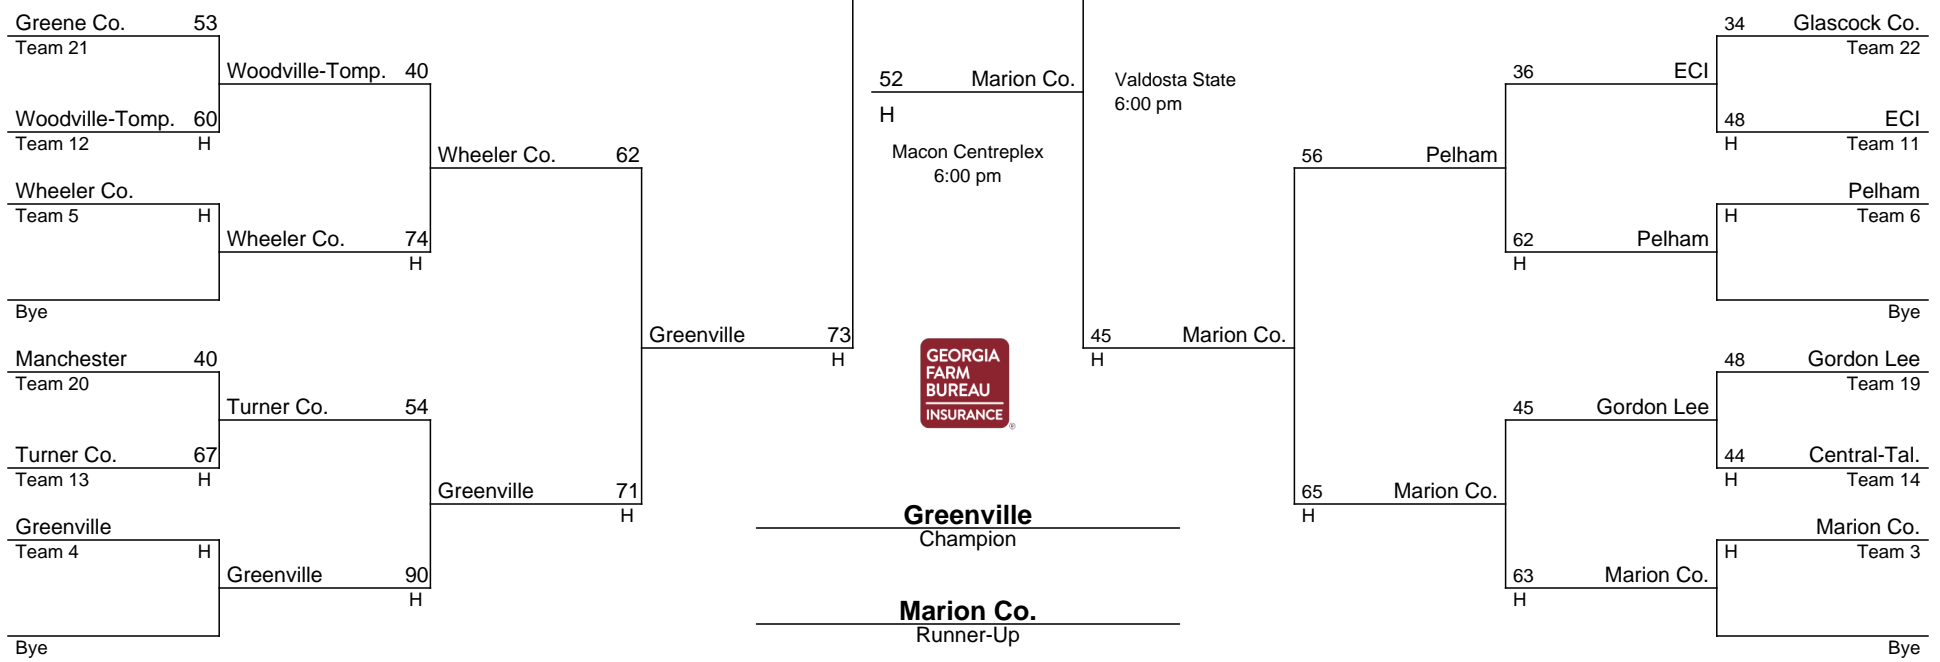 Greene Co. 53
Team 21
Woodville-Tomp. 40
Woodville-Tomp. 60
Team 12 H
Wheeler Co. 62
Wheeler Co.
Team 5 H
Wheeler Co. 74
H
Bye
Greenville 73
H
Manchester 40
Team 20
Turner Co. 54
Turner Co. 67
Team 13 H
Greenville 71
H
Greenville
Team 4 H
Greenville 90
H
Bye
52 Marion Co.
H
Macon Centreplex
6:00 pm
Valdosta State
6:00 pm
GEORGIA
FARM
BUREAU
INSURANCE
®
Greenville
Champion
Marion Co.
Runner-Up
34 Glascock Co.
Team 22
36 ECI
48 ECI
H Team 11
56 Pelham
Pelham
H Team 6
62 Pelham
H
Bye
45 Marion Co.
H
48 Gordon Lee
Team 19
45 Gordon Lee
44 Central-Tal.
H Team 14
65 Marion Co.
H
Marion Co.
H Team 3
63 Marion Co.
H
Bye